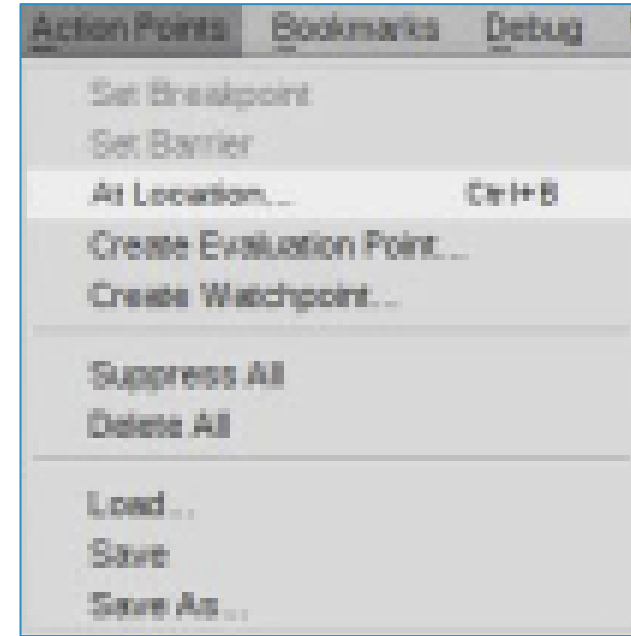 Action Points Bookmarks Debug
Set Breakpoint
Set Barrier
At Location... Ctrl+B
Create Evaluation Point...
Create Watchpoint...
Suppress All
Delete All
Load...
Save
Save As...